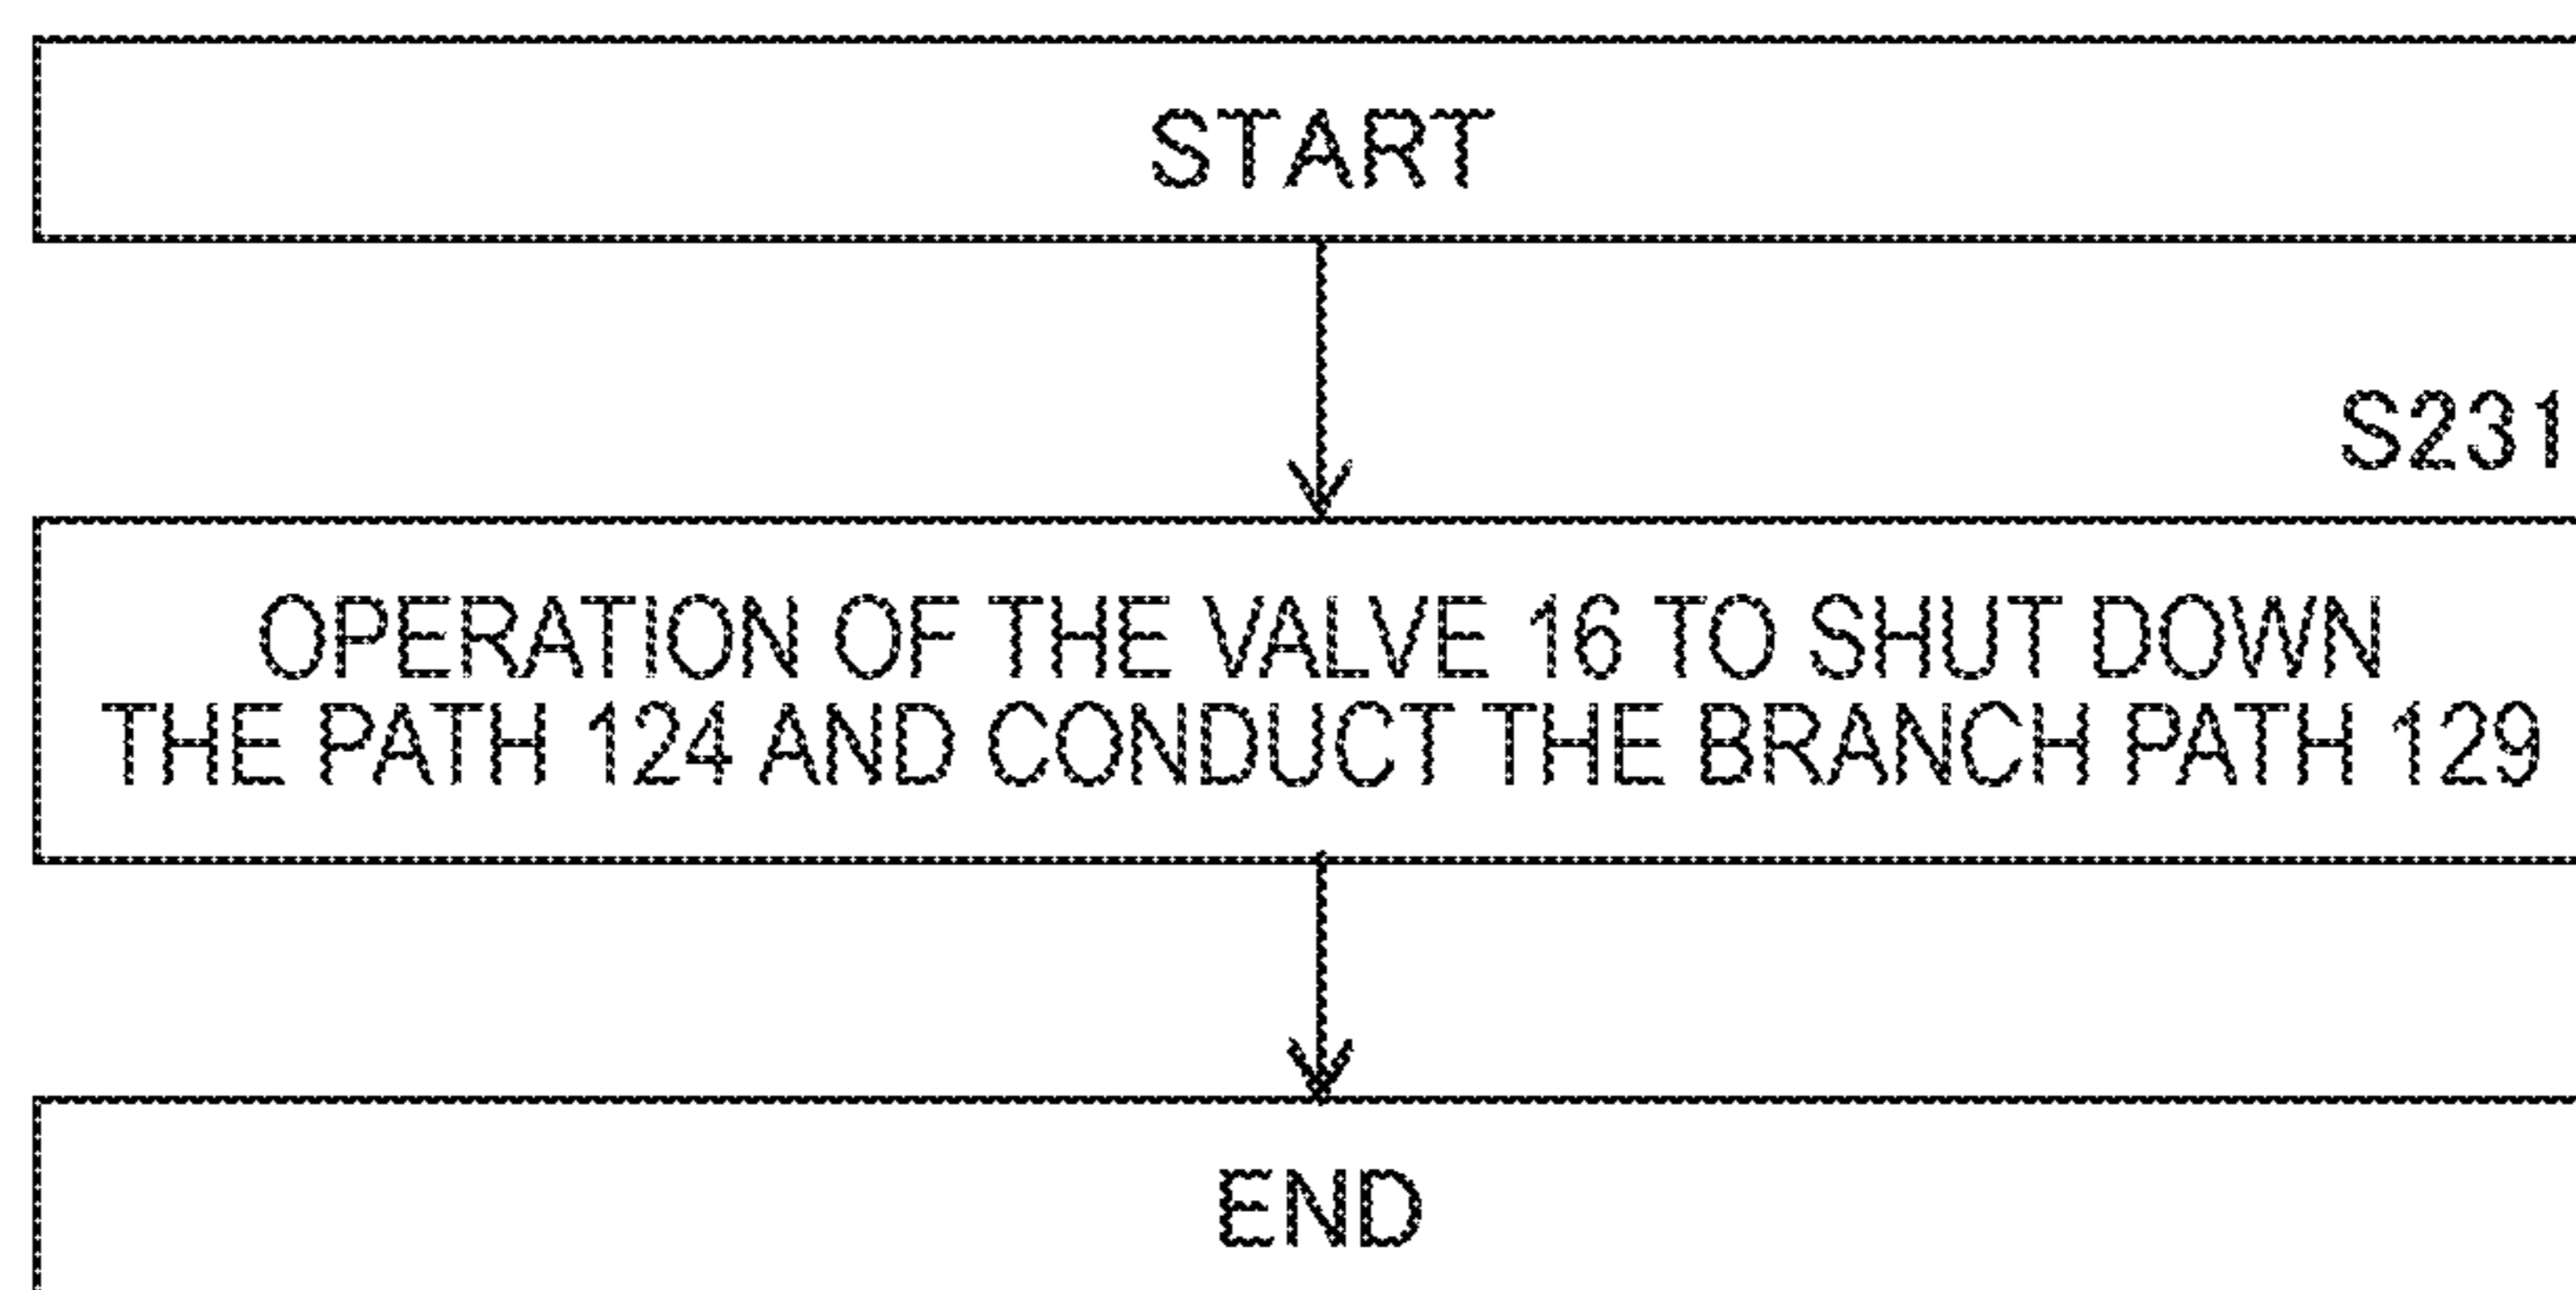 START
S231
OPERATION OF THE VALVE 16 TO SHUT DOWN
THE PATH 124 AND CONDUCT THE BRANCH PATH 129
END